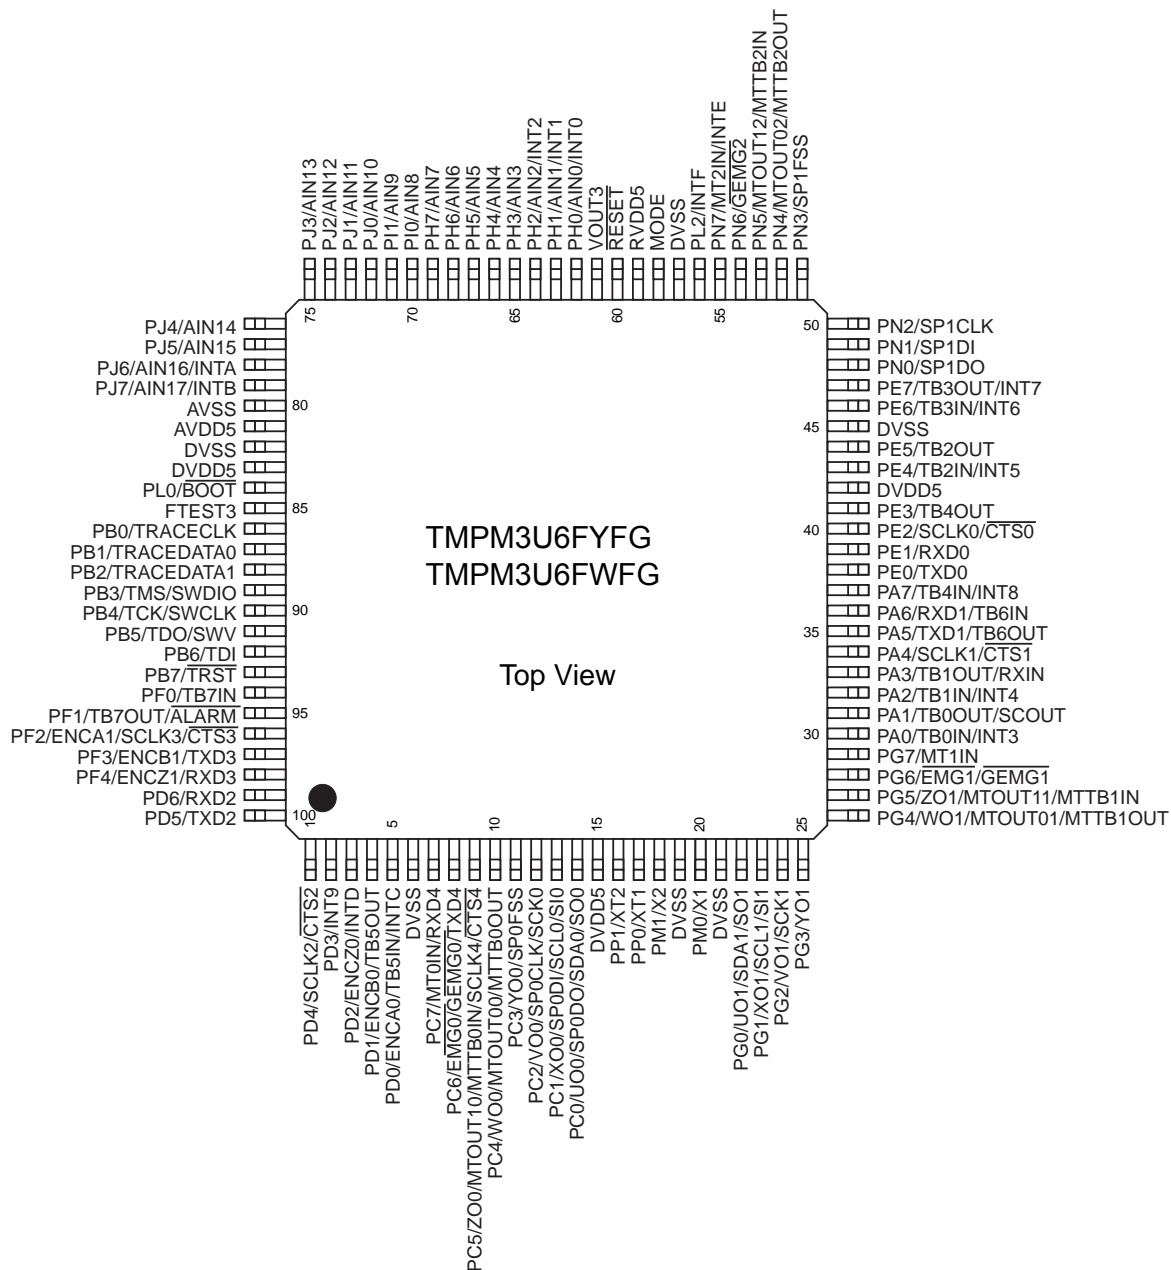 PJ3/AIN13
PJ2/AIN12
PJ1/AIN11
PJ0/AIN10
PI1/AIN9
PI0/AIN8
PH7/AIN7
PH6/AIN6
PH5/AIN5
PH4/AIN4
PH3/AIN3
PH2/AIN2/INT2
PH1/AIN1/INT1
PH0/AIN0/INT0
VOUT3
RESET
RVDD5
MODE
DVSS
PL2/INTF
PN7/MT2IN/INTE
PN6/GEMG2
PN5/MTOUT12/MTTB2IN
PN4/MTOUT02/MTTB2OUT
PN3/SP1FSS
75
70
65
60
55
PJ4/AIN14
PJ5/AIN15
PJ6/AIN16/INTA
PJ7/AIN17/INTB
AVSS
AVDD5
DVSS
DVDD5
PL0/BOOT
FTEST3
PB0/TRACECLK
PB1/TRACEDATA0
PB2/TRACEDATA1
PB3/TMS/SWDIO
PB4/TCK/SWCLK
PB5/TDO/SWV
PB6/TDI
PB7/TRST
PF0/TB7IN
PF1/TB7OUT/ALARM
PF2/ENCA1/SCLK3/CTS3
PF3/ENCB1/TXD3
PF4/ENCZ1/RXD3
PD6/RXD2
PD5/TXD2
80
85
90
95
100
TMPM3U6FYFG
TMPM3U6FWFG
Top View
50
45
40
35
30
PN2/SP1CLK
PN1/SP1DI
PN0/SP1DO
PE7/TB3OUT/INT7
PE6/TB3IN/INT6
DVSS
PE5/TB2OUT
PE4/TB2IN/INT5
DVDD5
PE3/TB4OUT
PE2/SCLK0/CTS0
PE1/RXD0
PE0/TXD0
PA7/TB4IN/INT8
PA6/RXD1/TB6IN
PA5/TXD1/TB6OUT
PA4/SCLK1/CTS1
PA3/TB1OUT/RXIN
PA2/TB1IN/INT4
PA1/TB0OUT/SCOUT
PA0/TB0IN/INT3
PG7/MT1IN
PG6/EMG1/GEMG1
PG5/ZO1/MTOUT11/MTTB1IN
PG4/WO1/MTOUT01/MTTB1OUT
10
5
10
15
20
25
PD4/SCLK2/CTS2
PD3/INT9
PD2/ENCZ0/INTD
PD1/ENCB0/TB5OUT
PD0/ENCA0/TB5IN/INTC
DVSS
PC7/MT0IN/RXD4
PC6/EMG0/GEMG0/TXD4
PC5/ZO0/MTOUT10/MTTB0IN/SCLK4/CTS4
PC4/WO0/MTOUT00/MTTB0OUT
PC3/YO0/SP0FSS
PC2/VO0/SP0CLK/SCK0
PC1/XO0/SP0DI/SCL0/SI0
PC0/UO0/SP0DO/SDA0/SO0
DVDD5
PP1/XT2
PP0/XT1
PM1/X2
DVSS
PM0/X1
DVSS
PG0/UO1/SDA1/SO1
PG1/XO1/SCL1/SI1
PG2/VO1/SCK1
PG3/YO1